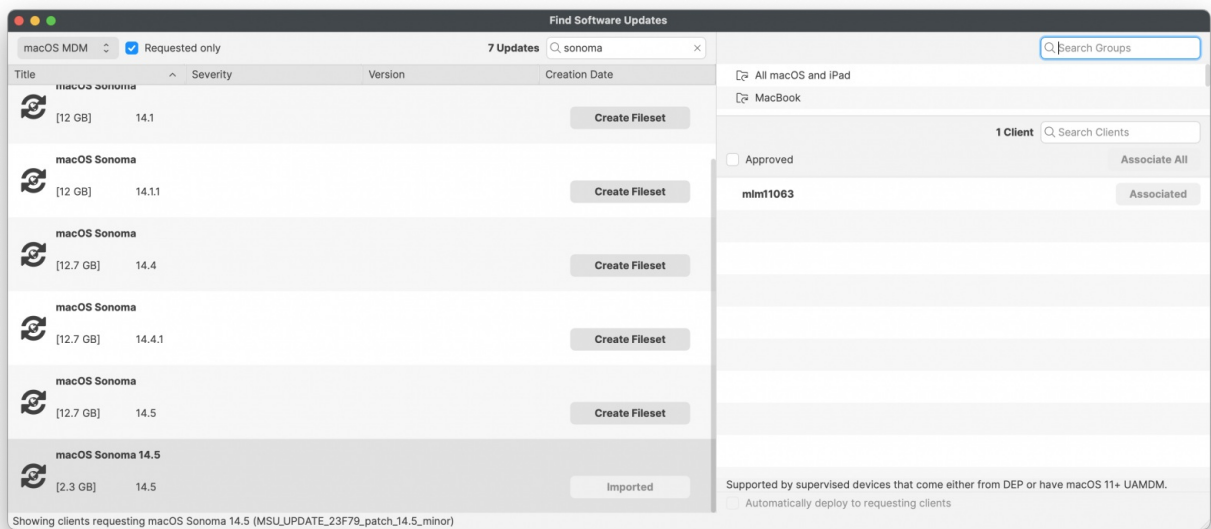 Find Software Updates
macOS MDM
Requested only
7 Updates
sonoma
Search Groups
Title
Severity
Version
Creation Date
All macOS and iPad
MacBook
macOS Sonoma
[12 GB]
14.1
Create Fileset
macOS Sonoma
[12 GB]
14.1.1
Create Fileset
macOS Sonoma
[12.7 GB]
14.4
Create Fileset
macOS Sonoma
[12.7 GB]
14.4.1
Create Fileset
macOS Sonoma
[12.7 GB]
14.5
Create Fileset
macOS Sonoma 14.5
[2.3 GB]
14.5
Imported
Showing clients requesting macOS Sonoma 14.5 (MSU_UPDATE_23F79_patch_14.5_minor)
1 Client
Search Clients
Approved
Associate All
mlm11063
Associated
Supported by supervised devices that come either from DEP or have macOS 11+ UAMDM.
Automatically deploy to requesting clients